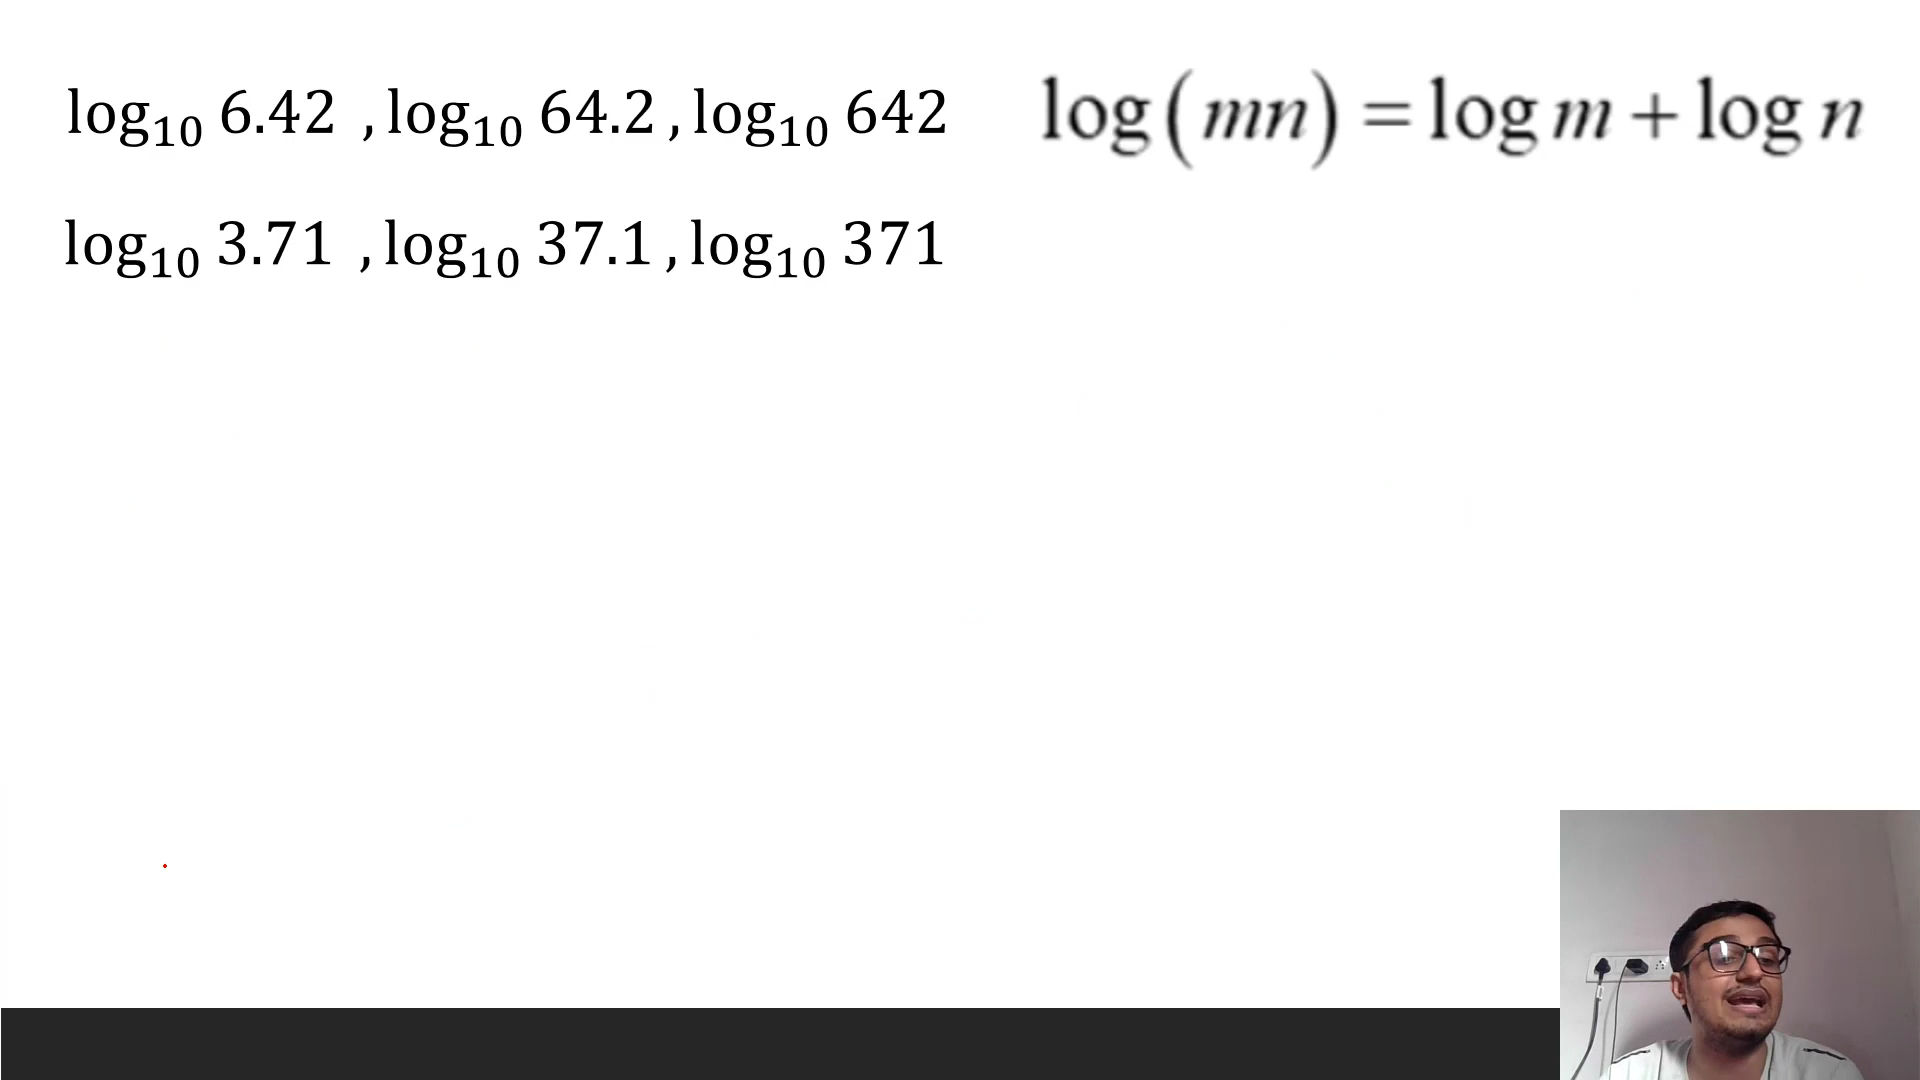 log₁₀ 6.42 , log₁₀ 64.2 , log₁₀ 642
log(mn) = log m + log n
log₁₀ 3.71 , log₁₀ 37.1 , log₁₀ 371